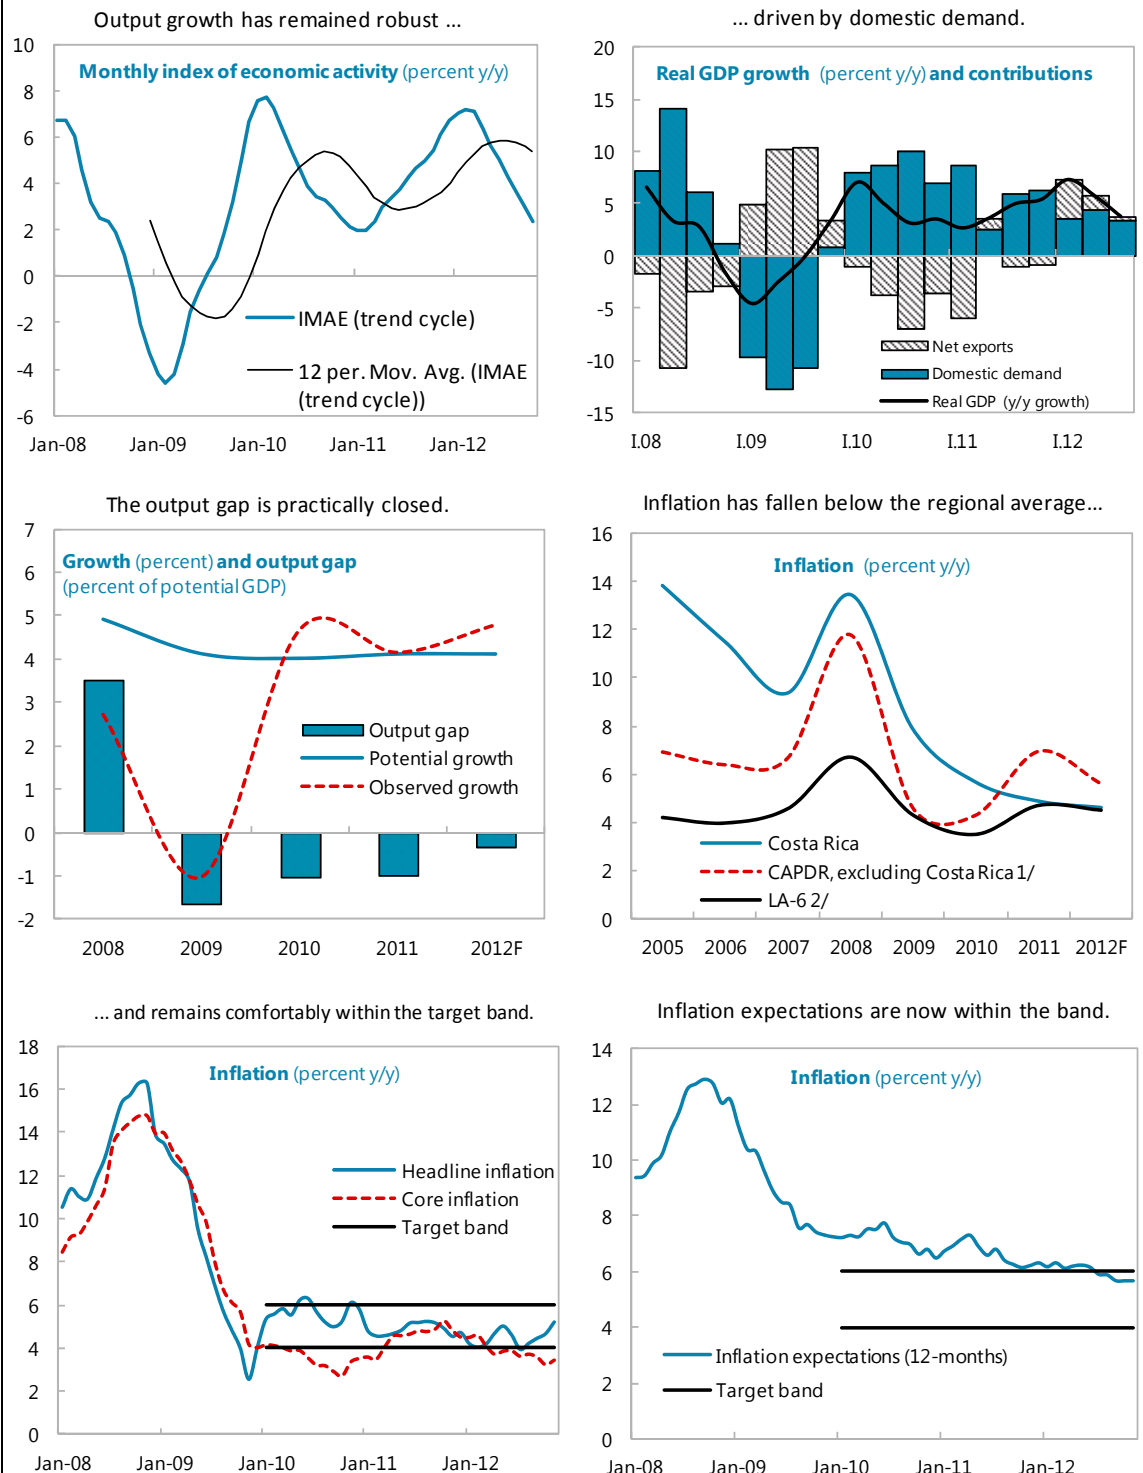 Output growth has remained robust ...
10
8
6
4
2
0
-2
-4
-6
Monthly index of economic activity (percent y/y)
IMAE (trend cycle)
12 per. Mov. Avg. (IMAE
(trend cycle))
Jan-08 Jan-09 Jan-10 Jan-11 Jan-12
... driven by domestic demand.
20
15
10
5
0
-5
-10
-15
Real GDP growth (percent y/y) and contributions
Net exports
Domestic demand
Real GDP (y/y growth)
I.08 I.09 I.10 I.11 I.12
The output gap is practically closed.
7
6
5
4
3
2
1
0
-1
-2
Growth (percent) and output gap
(percent of potential GDP)
Output gap
Potential growth
Observed growth
2008 2009 2010 2011 2012F
Inflation has fallen below the regional average...
16
14
12
10
8
6
4
2
0
Inflation (percent y/y)
Costa Rica
CAPDR, excluding Costa Rica 1/
LA-6 2/
2005 2006 2007 2008 2009 2010 2011 2012F
... and remains comfortably within the target band.
18
16
14
12
10
8
6
4
2
0
Inflation (percent y/y)
Headline inflation
Core inflation
Target band
Jan-08 Jan-09 Jan-10 Jan-11 Jan-12
Inflation expectations are now within the band.
14
12
10
8
6
4
2
0
Inflation (percent y/y)
Inflation expectations (12-months)
Target band
Jan-08 Jan-09 Jan-10 Jan-11 Jan-12